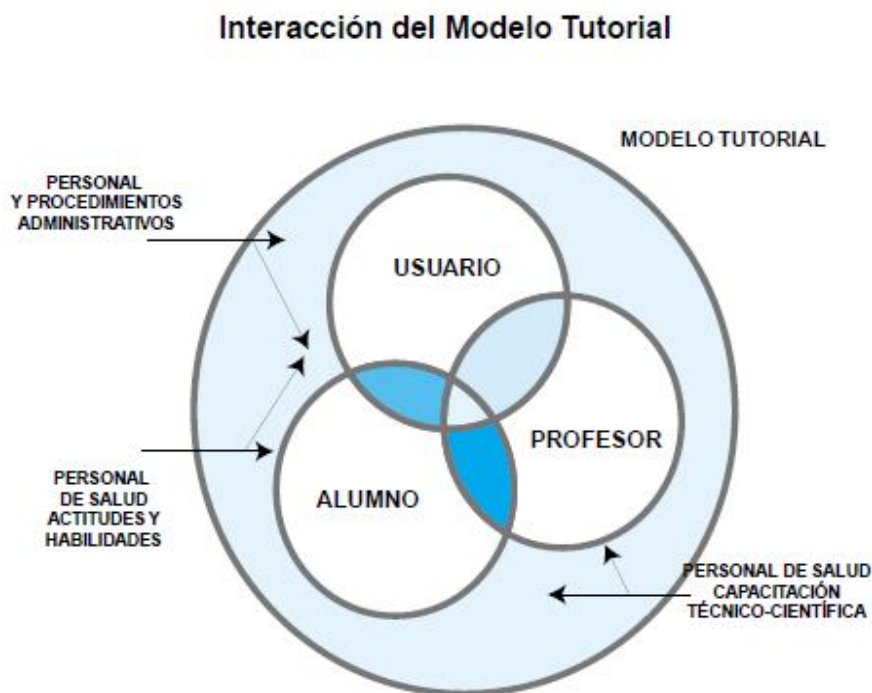 Interacción del Modelo Tutorial
MODELO TUTORIAL
PERSONAL
Y PROCEDIMIENTOS
ADMINISTRATIVOS
USUARIO
PROFESOR
ALUMNO
PERSONAL
DE SALUD
ACTITUDES Y
HABILIDADES
PERSONAL DE SALUD
CAPACITACIÓN
TÉCNICO-CIENTÍFICA